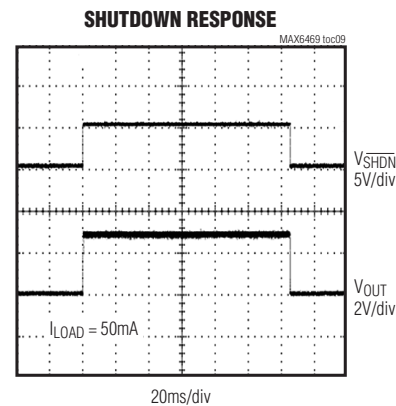 SHUTDOWN RESPONSE
MAX6469 toc09
VSHDN
5V/div
VOUT
2V/div
ILOAD = 50mA
20ms/div